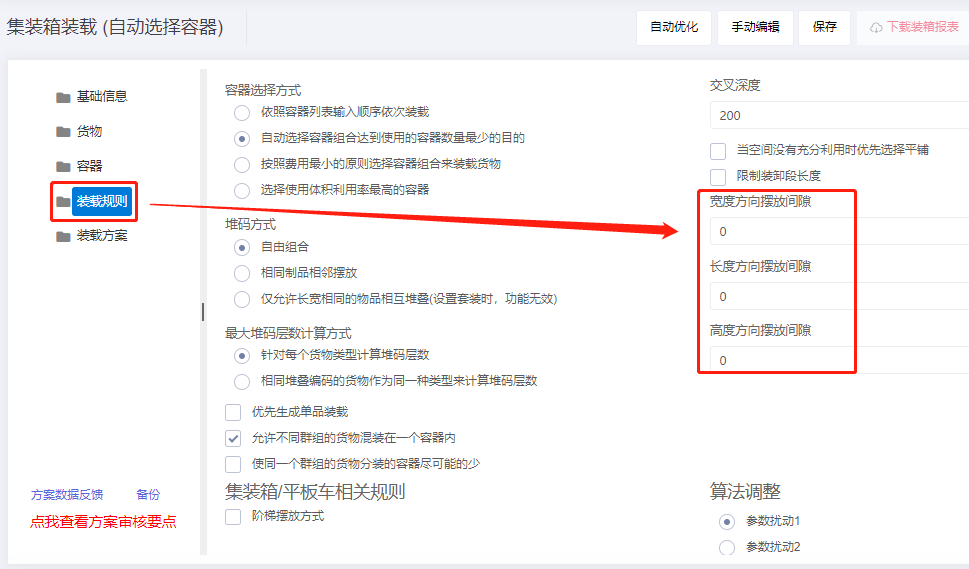 集装箱装载 (自动选择容器)
自动优化
手动编辑
保存
下载装箱报表
基础信息
货物
容器
装载规则
装载方案
方案数据反馈
备份
点我查看方案审核要点
容器选择方式
依照容器列表输入顺序依次装载
自动选择容器组合达到使用的容器数量最少的目的
按照费用最小的原则选择容器组合来装载货物
选择使用体积利用率最高的容器
堆码方式
自由组合
相同制品相邻摆放
仅允许长宽相同的物品相互堆叠(设置套装时，功能无效)
最大堆码层数计算方式
针对每个货物类型计算堆码层数
相同堆叠编码的货物作为同一种类型来计算堆码层数
优先生成单品装载
允许不同群组的货物混装在一个容器内
使同一个群组的货物分装的容器尽可能的少
集装箱/平板车相关规则
阶梯摆放方式
交叉深度
200
当空间没有充分利用时优先选择平铺
限制装卸段长度
宽度方向摆放间隙
0
长度方向摆放间隙
0
高度方向摆放间隙
0
算法调整
参数扰动1
参数扰动2